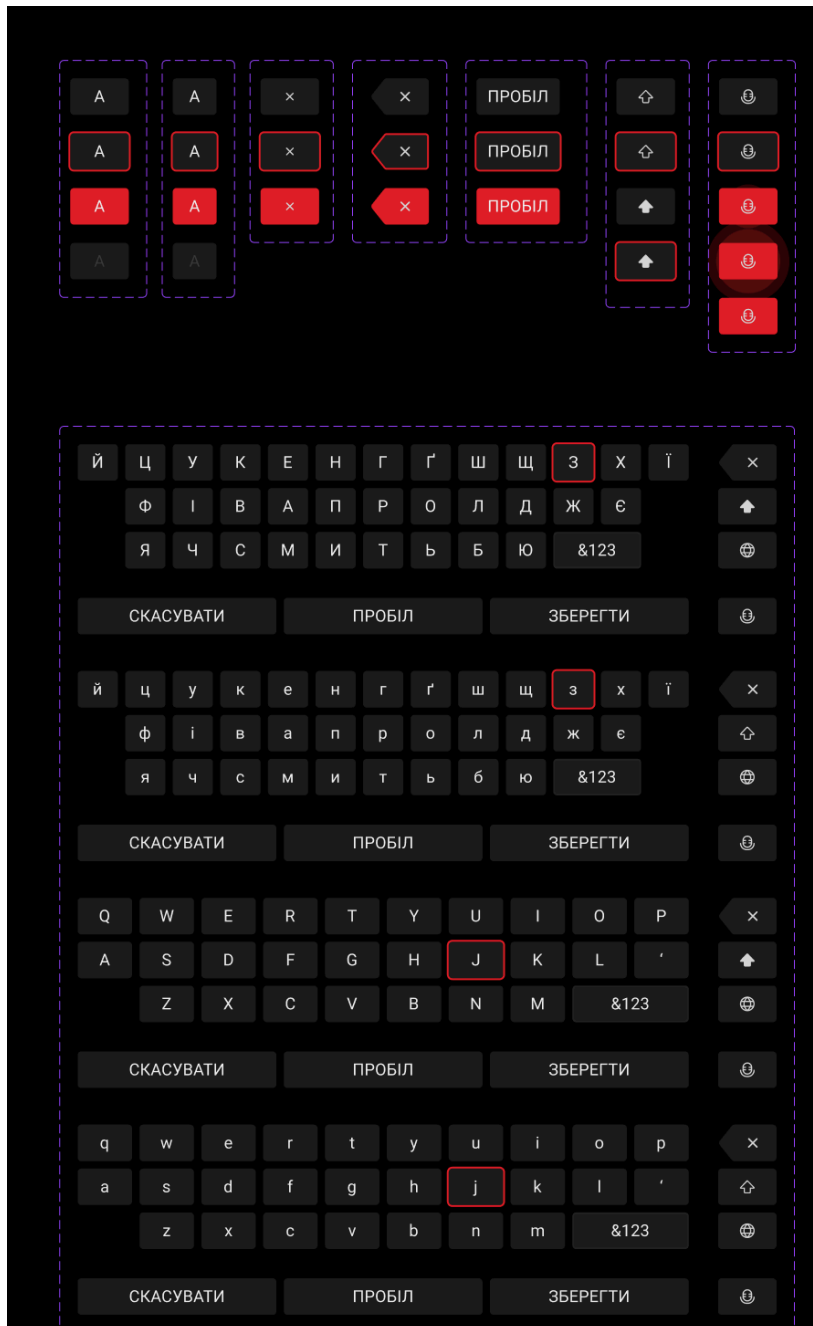 A A × × ПРОБІЛ
A A × × ПРОБІЛ
A A × × ПРОБІЛ
A A
Й Ц У К Е Н Г Ґ Ш Щ З Х Ї ×
Ф І В А П Р О Л Д Ж Є
Я Ч С М И Т Ь Б Ю &123
СКАСУВАТИ ПРОБІЛ ЗБЕРЕГТИ
й ц у к е н г ґ ш щ з х ї ×
ф і в а п р о л д ж є
я ч с м и т ь б ю &123
СКАСУВАТИ ПРОБІЛ ЗБЕРЕГТИ
Q W E R T Y U I O P ×
A S D F G H J K L ‘
Z X C V B N M &123
СКАСУВАТИ ПРОБІЛ ЗБЕРЕГТИ
q w e r t y u i o p ×
a s d f g h j k l ‘
z x c v b n m &123
СКАСУВАТИ ПРОБІЛ ЗБЕРЕГТИ